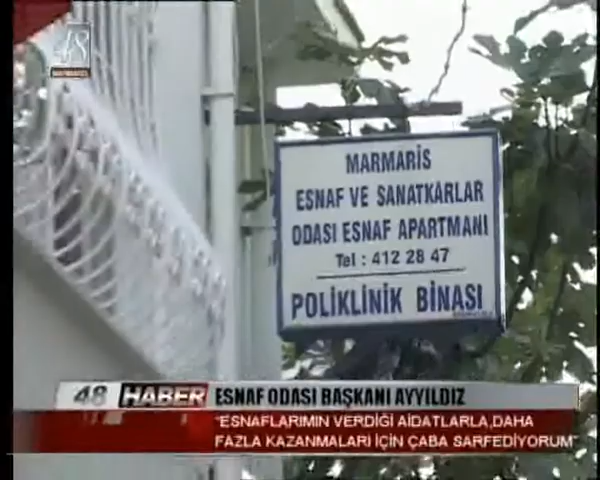 48
MARMARİS
MARMARİS
ESNAF VE SANATKARLAR
ODASI ESNAF APARTMANI
Tel : 412 28 47
POLİKLİNİK BİNASI
48 HABER
ESNAF ODASI BAŞKANI AYYILDIZ
"ESNAFLARIMIN VERDİĞİ AİDATLARLA,DAHA
FAZLA KAZANMALARI İÇİN ÇABA SARFEDİYORUM"